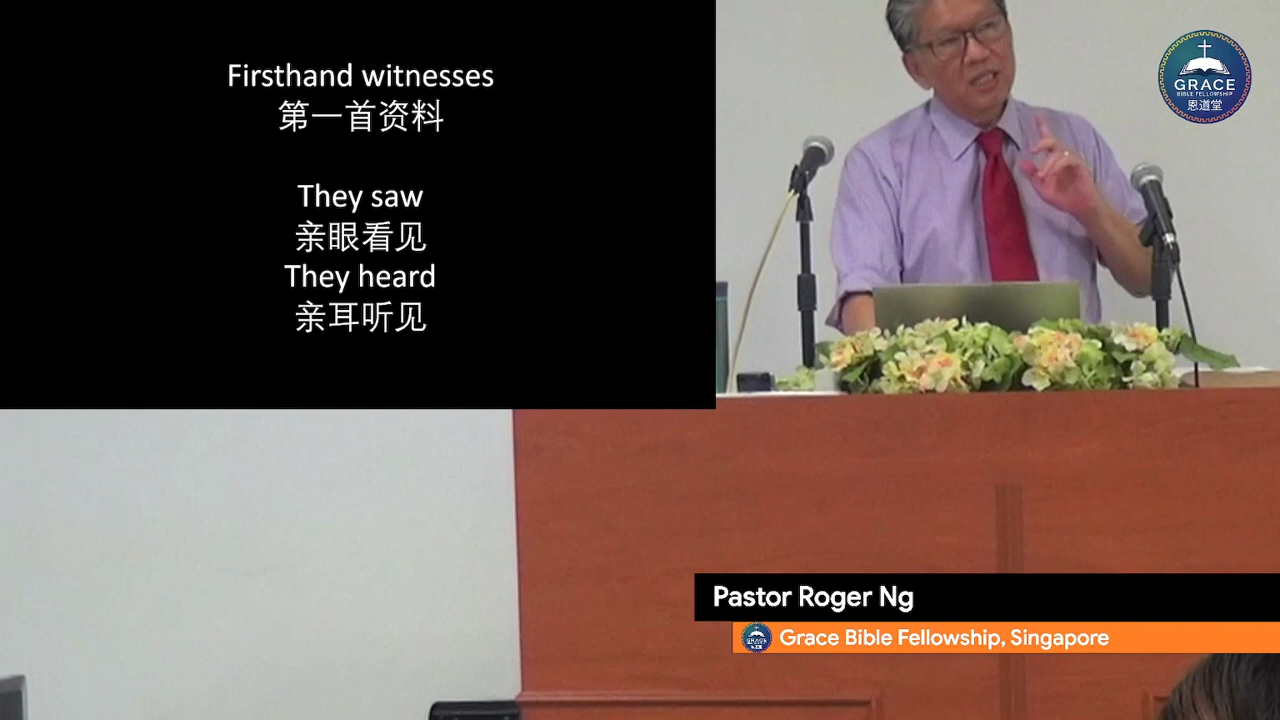 Firsthand witnesses
第一首资料
They saw
亲眼看见
They heard
亲耳听见
GRACE
BIBLE FELLOWSHIP
恩道堂
Pastor Roger Ng
GRACE
Grace Bible Fellowship, Singapore